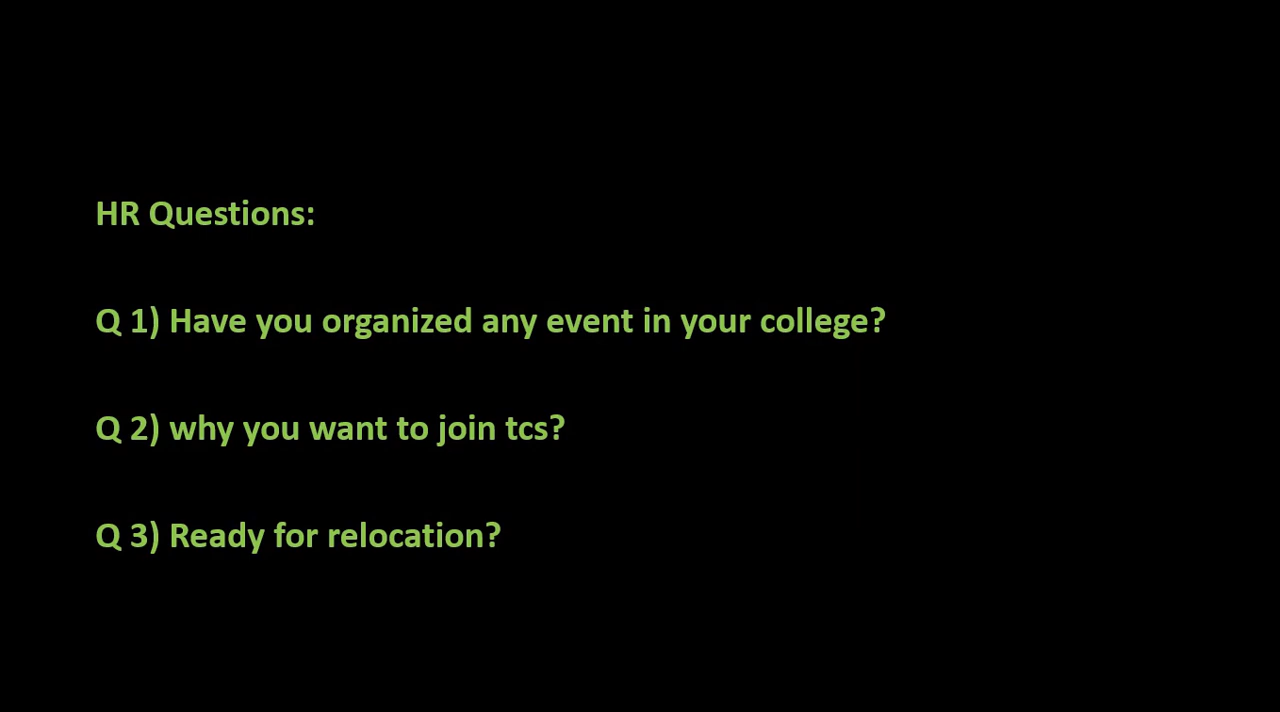 HR Questions:
Q 1) Have you organized any event in your college?
Q 2) why you want to join tcs?
Q 3) Ready for relocation?